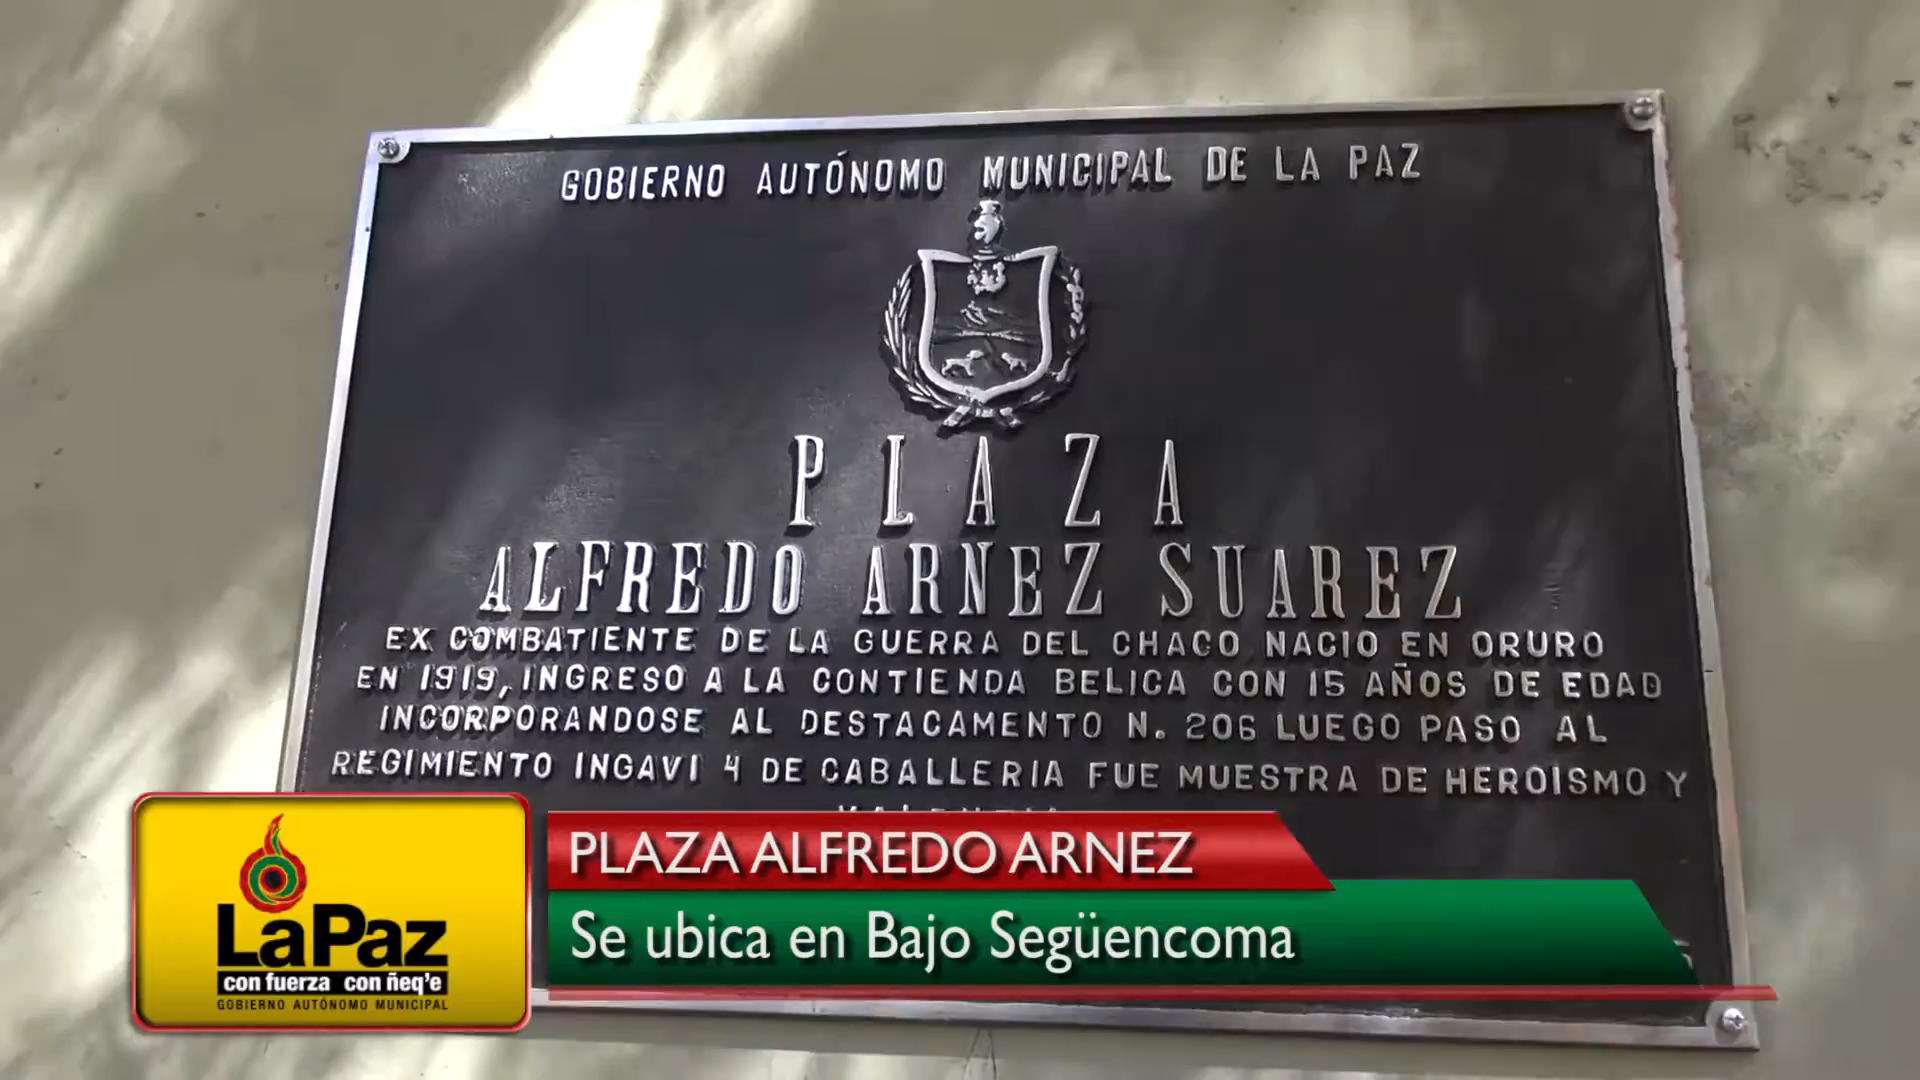 GOBIERNO AUTÓNOMO MUNICIPAL DE LA PAZ
PLAZA
ALFREDO ARNEZ SUAREZ
EX COMBATIENTE DE LA GUERRA DEL CHACO NACIO EN ORURO
EN 1919, INGRESO A LA CONTIENDA BELICA CON 15 AÑOS DE EDAD
INCORPORANDOSE AL DESTACAMENTO N. 206 LUEGO PASO AL
REGIMIENTO INGAVI 4 DE CABALLERIA FUE MUESTRA DE HEROISMO Y
PLAZA ALFREDO ARNEZ
Se ubica en Bajo Següencoma
LaPaz
con fuerza con ñeq'e
GOBIERNO AUTÓNOMO MUNICIPAL